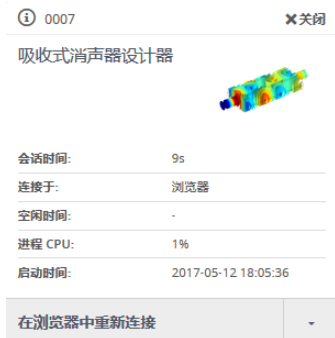 0007 ✖关闭
吸收式消声器设计器
会话时间: 9s
连接于: 浏览器
空闲时间: -
进程 CPU: 1%
启动时间: 2017-05-12 18:05:36
在浏览器中重新连接